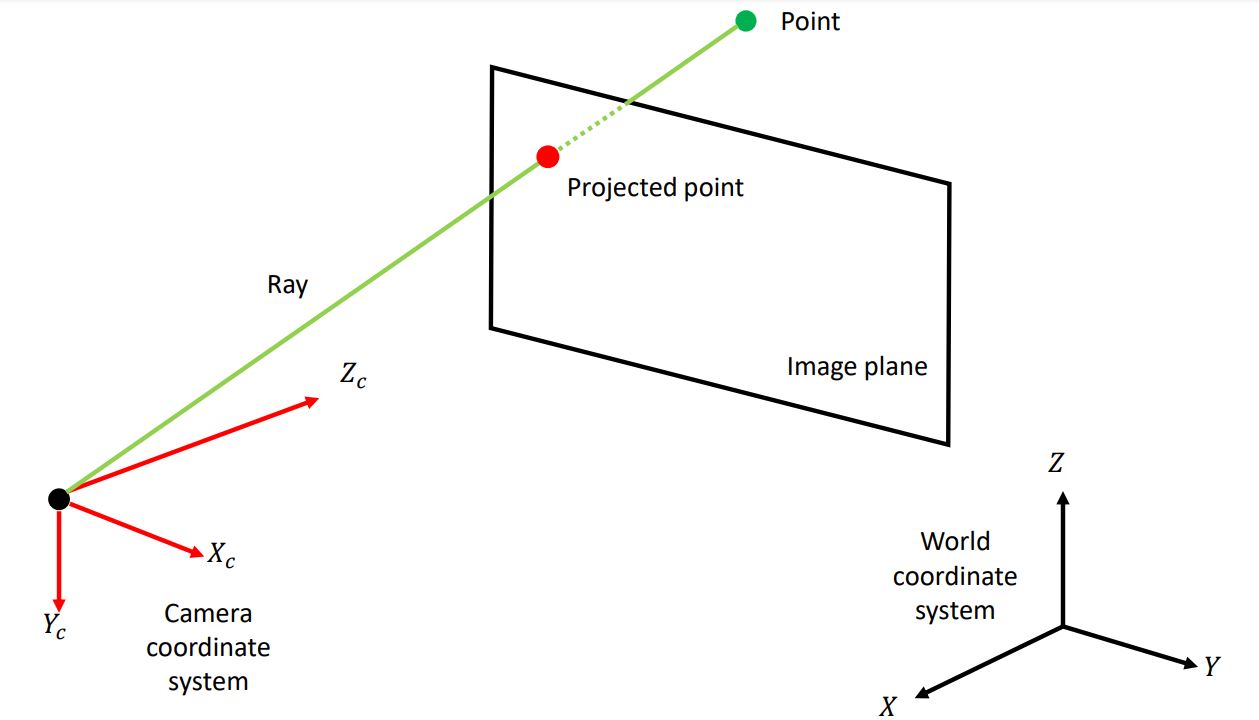 Point
Projected point
Ray
Z_c
Image plane
X_c
Y_c
Camera
coordinate
system
Z
World
coordinate
system
Y
X